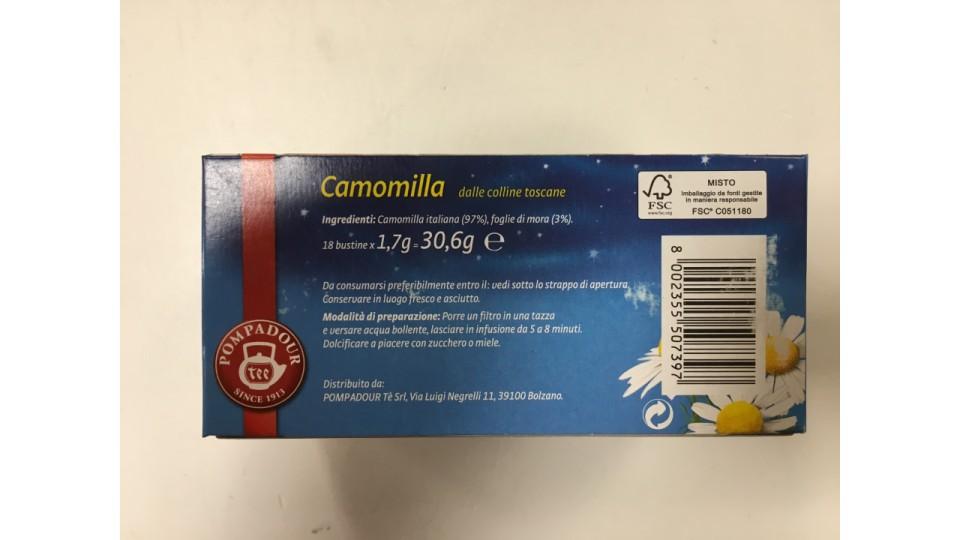 Camomilla dalle colline toscane
Ingredienti: Camomilla italiana (97%), foglie di mora (3%).
18 bustine x 1,7g = 30,6g ℮
Da consumarsi preferibilmente entro il: vedi sotto lo strappo di apertura.
Conservare in luogo fresco e asciutto.
Modalità di preparazione: Porre un filtro in una tazza
e versare acqua bollente, lasciare in infusione da 5 a 8 minuti.
Dolcificare a piacere con zucchero o miele.
Distribuito da:
POMPADOUR Tè Srl, Via Luigi Negrelli 11, 39100 Bolzano.
POMPADOUR
tee
SINCE 1913
FSC
www.fsc.org
MISTO
Imballaggio da fonti gestite
in maniera responsabile
FSC® C051180
8 002355 507397